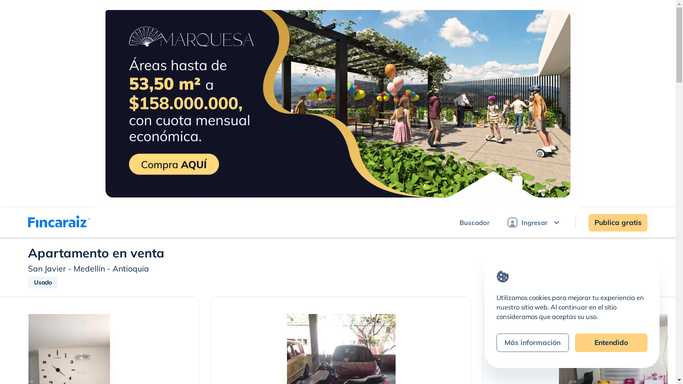 MARQUESA
Áreas hasta de
53,50 m² a
$158.000.000,
con cuota mensual
económica.
Compra AQUÍ
Fincaraiz
Buscador
Ingresar
Publica gratis
Apartamento en venta
San Javier - Medellín - Antioquia
Usado
Utilizamos cookies para mejorar tu experiencia en
nuestro sitio web. Al continuar en el sitio
consideramos que aceptas su uso.
Más información
Entendido